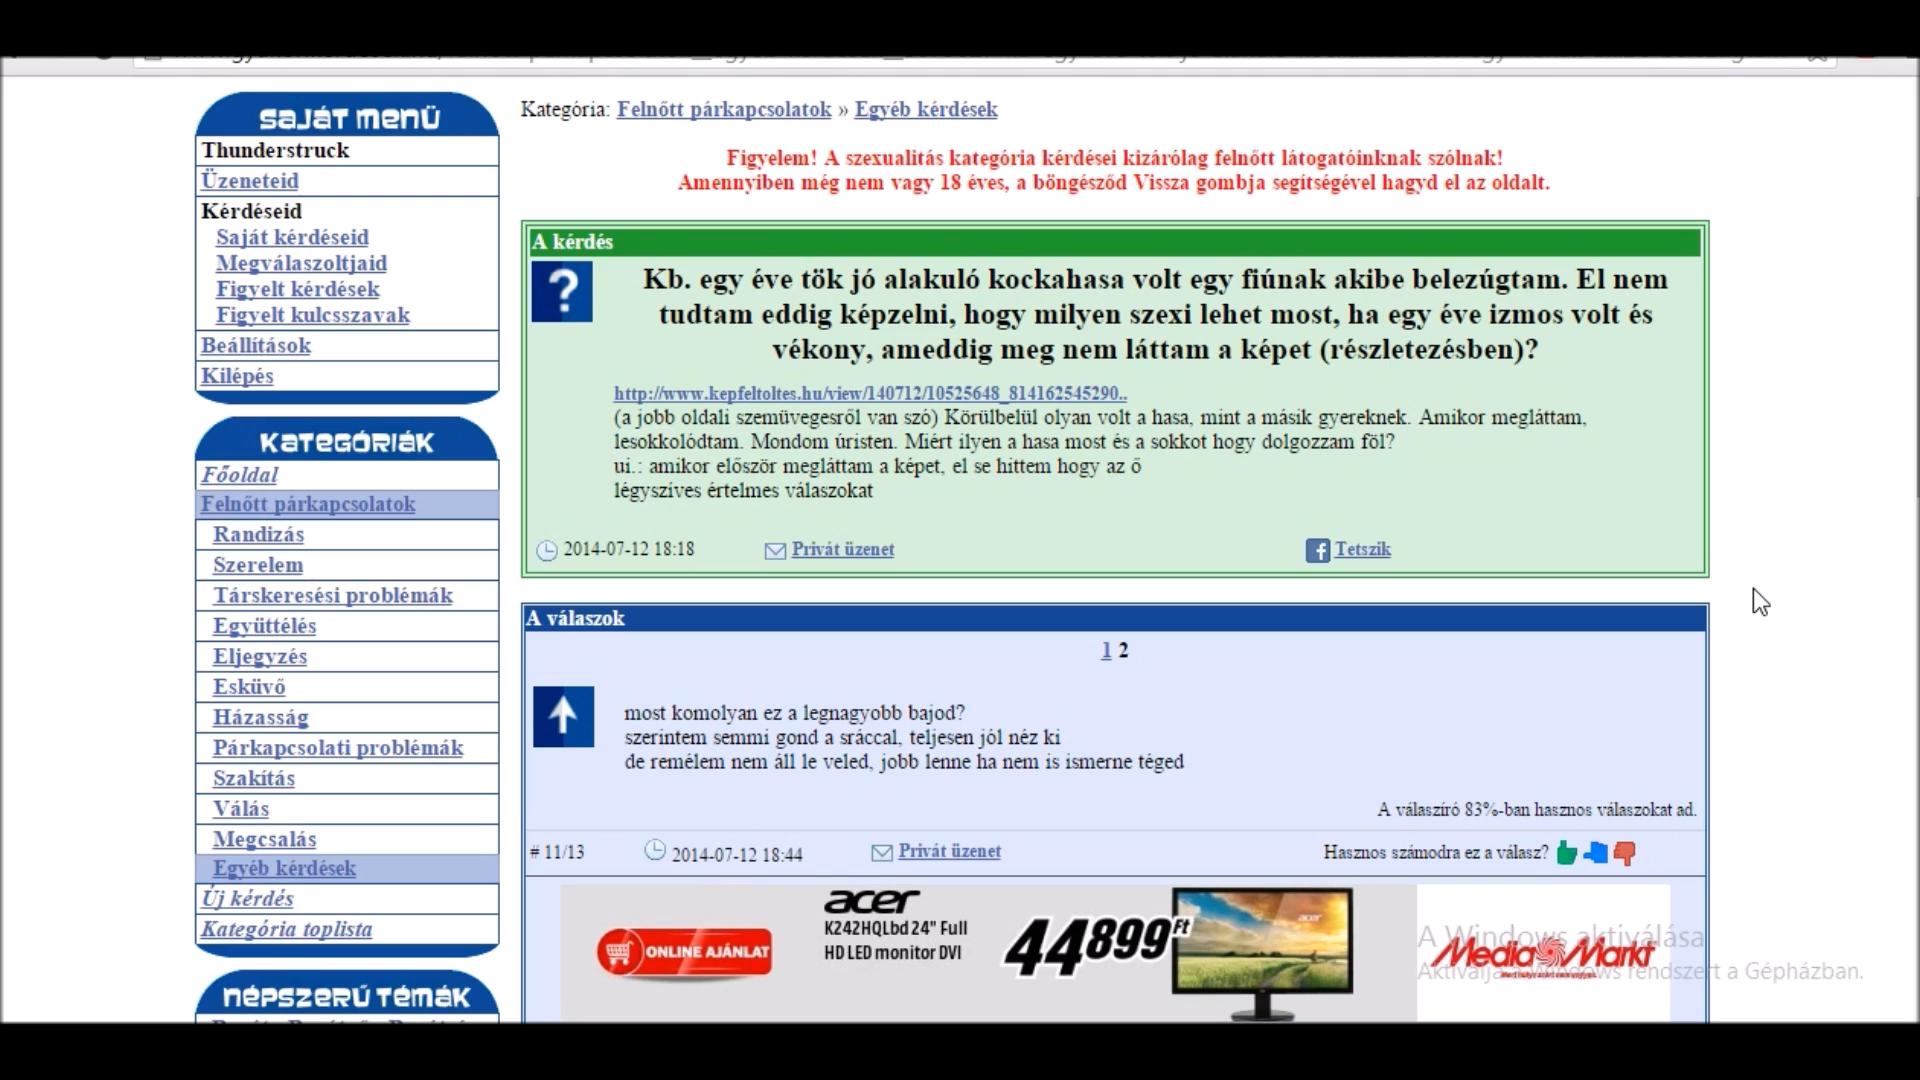 saját menü
Thunderstruck
Üzeneteid
Kérdéseid
Saját kérdéseid
Megválaszoltjaid
Figyelt kérdések
Figyelt kulcsszavak
Beállítások
Kilépés
Kategóriák
Főoldal
Felnőtt párkapcsolatok
Randizás
Szerelem
Társkeresési problémák
Együttélés
Eljegyzés
Esküvő
Házasság
Párkapcsolati problémák
Szakítás
Válás
Megcsalás
Egyéb kérdések
Új kérdés
Kategória toplista
népszerű témák
Kategória: Felnőtt párkapcsolatok » Egyéb kérdések
Figyelem! A szexualitás kategória kérdései kizárólag felnőtt látogatóinknak szólnak!
Amennyiben még nem vagy 18 éves, a böngésződ Vissza gombja segítségével hagyd el az oldalt.
A kérdés
Kb. egy éve tök jó alakuló kockahasa volt egy fiúnak akibe belezúgtam. El nem
tudtam eddig képzelni, hogy milyen szexi lehet most, ha egy éve izmos volt és
vékony, ameddig meg nem láttam a képet (részletezésben)?
http://www.kepfeltoltes.hu/view/140712/10525648_814162545290..
(a jobb oldali szemüvegesről van szó) Körülbelül olyan volt a hasa, mint a másik gyereknek. Amikor megláttam,
lesokkolódtam. Mondom úristen. Miért ilyen a hasa most és a sokkot hogy dolgozzam föl?
ui.: amikor először megláttam a képet, el se hittem hogy az ő
légyszíves értelmes válaszokat
2014-07-12 18:18 Privát üzenet Tetszik
A válaszok
1 2
most komolyan ez a legnagyobb bajod?
szerintem semmi gond a sráccal, teljesen jól néz ki
de remélem nem áll le veled, jobb lenne ha nem is ismerne téged
A válaszíró 83%-ban hasznos válaszokat ad.
# 11/13 2014-07-12 18:44 Privát üzenet Hasznos számodra ez a válasz?
ONLINE AJÁNLAT
acer
K242HQLbd 24" Full
HD LED monitor DVI
44899 Ft
acer
Media Markt
A Windows aktiválása
Aktiválja a Windows rendszert a Gépházban.